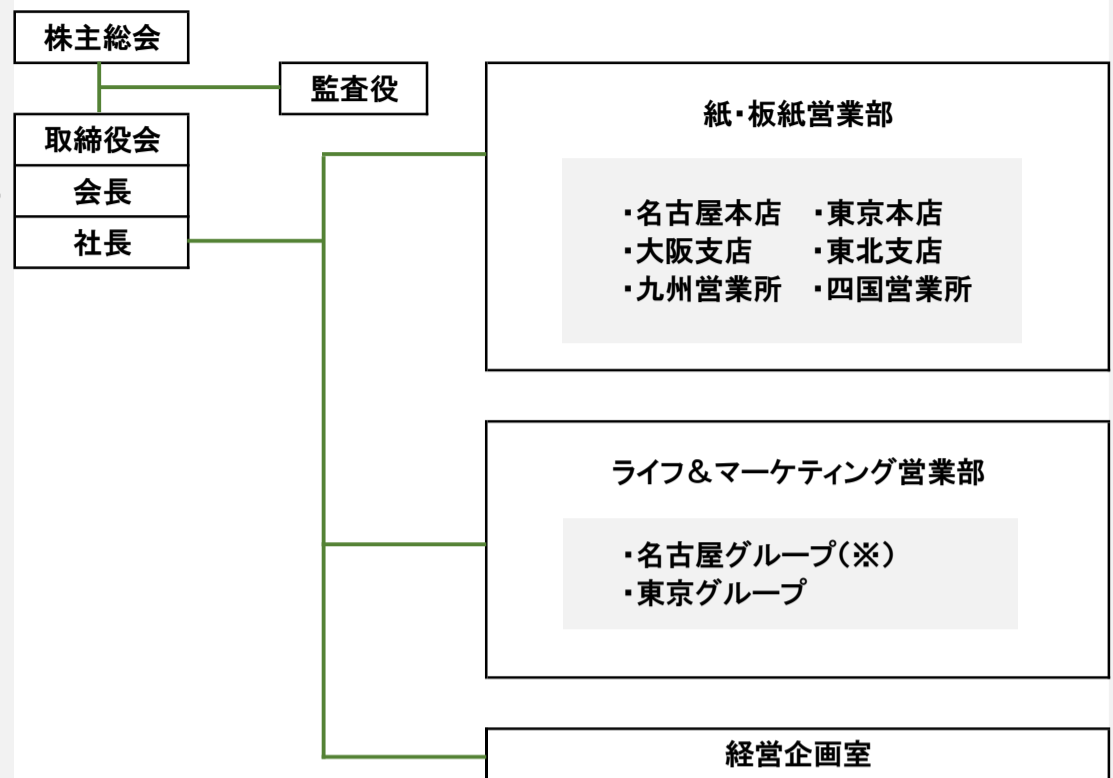 株主総会
監査役
取締役会
会長
社長
紙・板紙営業部
・名古屋本店 ・東京本店
・大阪支店 ・東北支店
・九州営業所 ・四国営業所
ライフ＆マーケティング営業部
・名古屋グループ(※)
・東京グループ
経営企画室